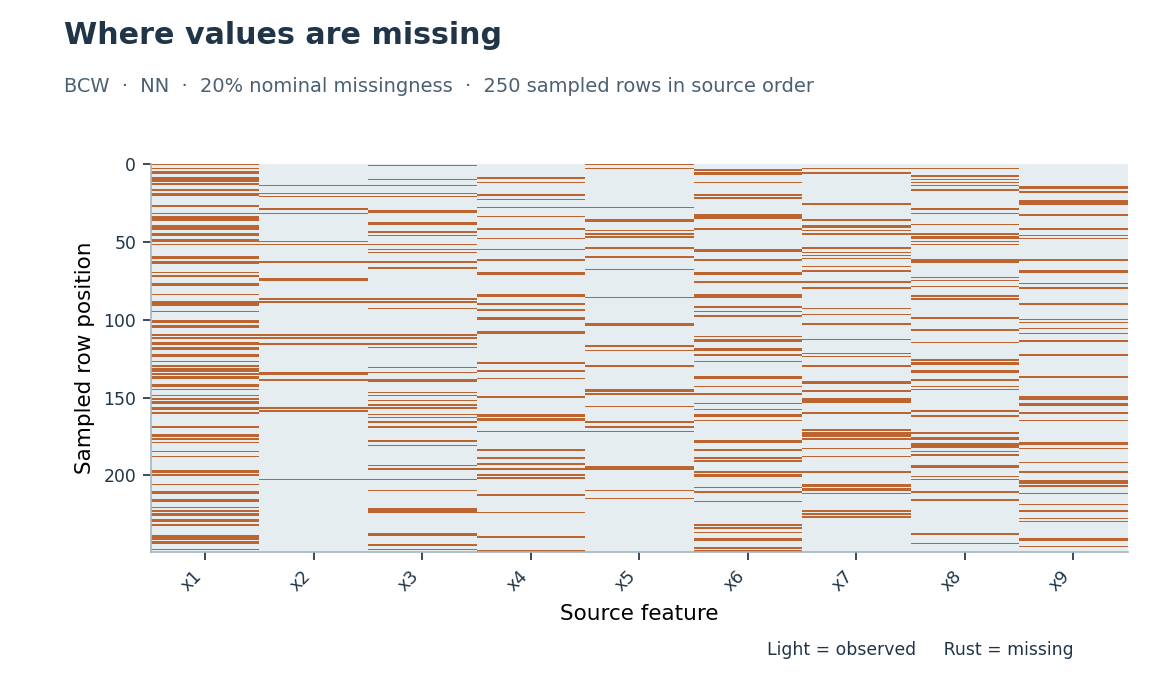 Where values are missing
BCW · NN · 20% nominal missingness · 250 sampled rows in source order
0
50
100
150
200
Sampled row position
x1 x2 x3 x4 x5 x6 x7 x8 x9
Source feature
Light = observed Rust = missing